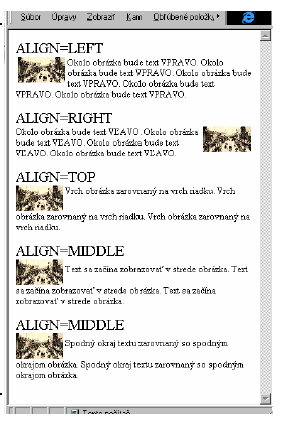 Súbor Úpravy Zobraziť Kam Obľúbené položky
ALIGN=LEFT
Okolo obrázka bude text VPRAVO. Okolo
obrázka bude text VPRAVO. Okolo obrázka bude
text VPRAVO. Okolo obrázka bude text
VPRAVO. Okolo obrázka bude text VPRAVO.
ALIGN=RIGHT
Okolo obrázka bude text VĽAVO. Okolo obrázka
bude text VĽAVO. Okolo obrázka bude text
VĽAVO. Okolo obrázka bude text VĽAVO.
ALIGN=TOP
Vrch obrázka zarovnaný na vrch riadku. Vrch
obrázka zarovnaný na vrch riadku. Vrch obrázka zarovnaný na
vrch riadku.
ALIGN=MIDDLE
Text sa začína zobrazovať v strede obrázka. Text
sa začína zobrazovať v strede obrázka. Text sa začína
zobrazovať v strede obrázka.
ALIGN=MIDDLE
Spodný okraj textu zarovnaný so spodným
okrajom obrázka. Spodný okraj textu zarovnaný so spodným
okrajom obrázka.